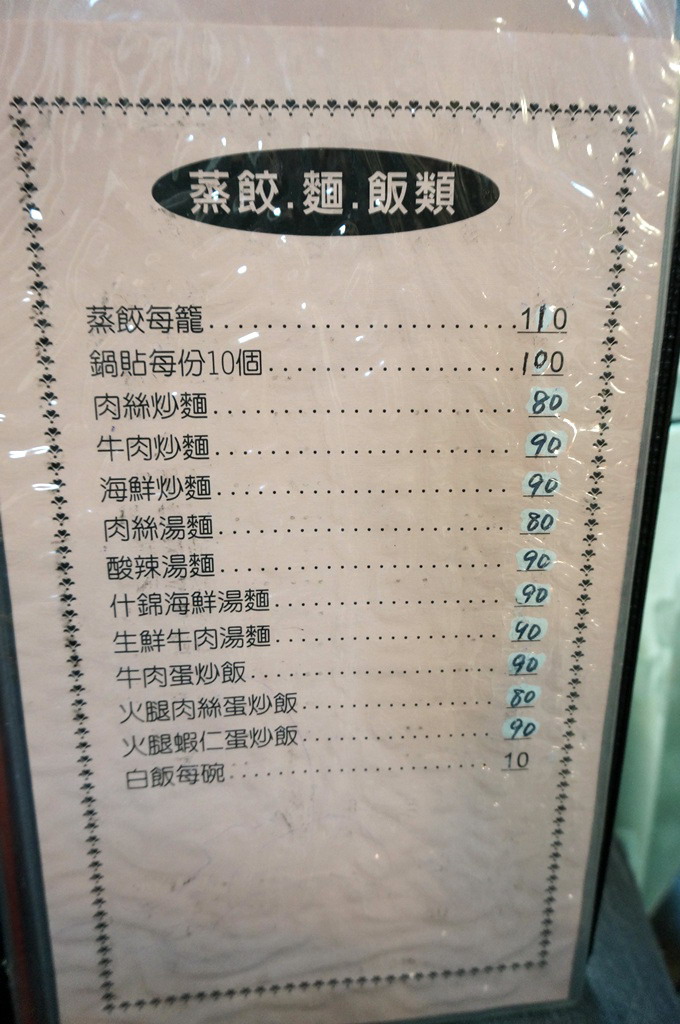 蒸餃.麵.飯類
蒸餃每籠........................110
鍋貼每份10個...................100
肉絲炒麵.......................80
牛肉炒麵.......................90
海鮮炒麵.......................90
肉絲湯麵.......................80
酸辣湯麵.......................90
什錦海鮮湯麵..................90
生鮮牛肉湯麵..................90
牛肉蛋炒飯....................90
火腿肉絲蛋炒飯................80
火腿蝦仁蛋炒飯................90
白飯每碗......................10